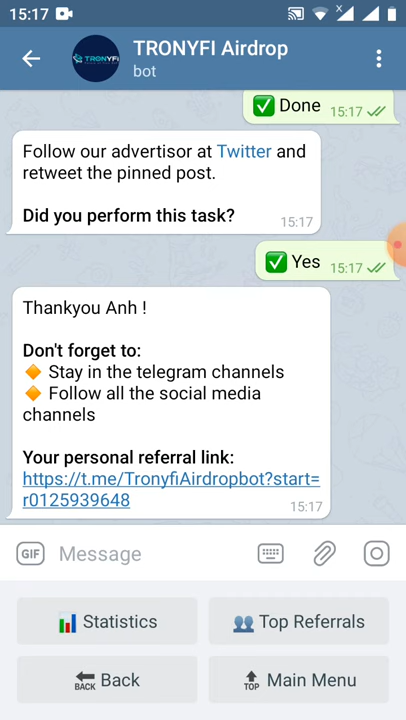 15:17
TRONYFI Airdrop
TRONYFI
bot
✅ Done 15:17
Follow our advertisor at Twitter and
retweet the pinned post.
Did you perform this task?
15:17
✅ Yes 15:17
Thankyou Anh !
Don't forget to:
🔸 Stay in the telegram channels
🔸 Follow all the social media
channels
Your personal referral link:
https://t.me/TronyfiAirdropbot?start=
r0125939648
15:17
GIF Message
📊 Statistics
👥 Top Referrals
🔙 Back
🔝 Main Menu